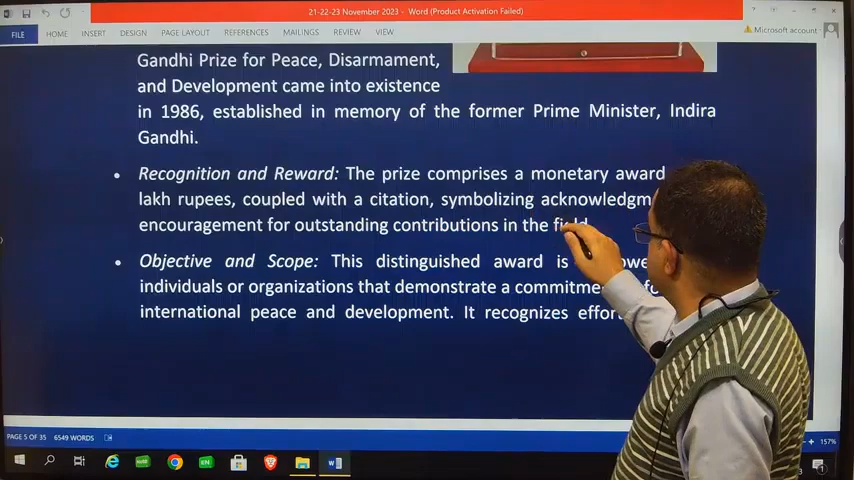 21-22-23 November 2023 - Word (Product Activation Failed)
FILE HOME INSERT DESIGN PAGE LAYOUT REFERENCES MAILINGS REVIEW VIEW Microsoft account
Gandhi Prize for Peace, Disarmament,
and Development came into existence
in 1986, established in memory of the former Prime Minister, Indira
Gandhi.
• Recognition and Reward: The prize comprises a monetary award
lakh rupees, coupled with a citation, symbolizing
encouragement for outstanding contributions in the
• Objective and Scope: This distinguished award is
individuals or organizations that demonstrate a
international peace and development. It recognizes
PAGE 5 OF 35 6549 WORDS + 157%